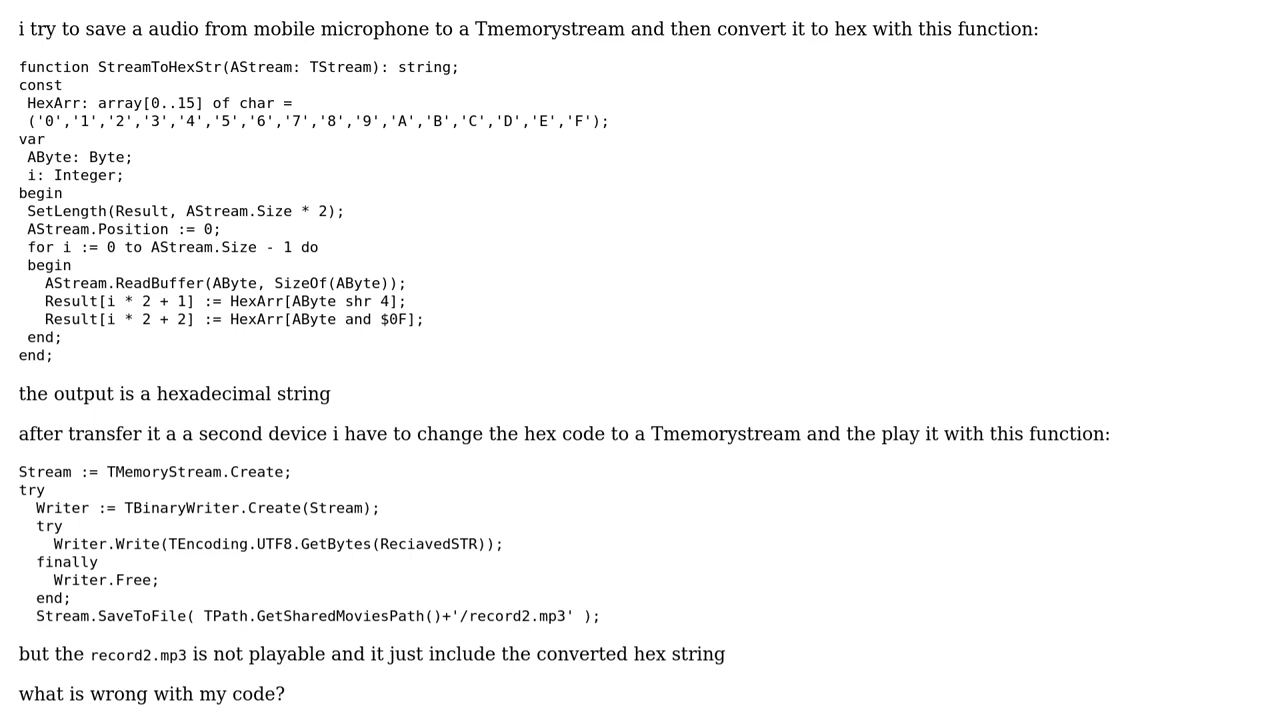 i try to save a audio from mobile microphone to a Tmemorystream and then convert it to hex with this function:
function StreamToHexStr(AStream: TStream): string;
const
 HexArr: array[0..15] of char =
 ('0','1','2','3','4','5','6','7','8','9','A','B','C','D','E','F');
var
 AByte: Byte;
 i: Integer;
begin
 SetLength(Result, AStream.Size * 2);
 AStream.Position := 0;
 for i := 0 to AStream.Size - 1 do
 begin
   AStream.ReadBuffer(AByte, SizeOf(AByte));
   Result[i * 2 + 1] := HexArr[AByte shr 4];
   Result[i * 2 + 2] := HexArr[AByte and $0F];
 end;
end;
the output is a hexadecimal string
after transfer it a a second device i have to change the hex code to a Tmemorystream and the play it with this function:
Stream := TMemoryStream.Create;
try
  Writer := TBinaryWriter.Create(Stream);
  try
    Writer.Write(TEncoding.UTF8.GetBytes(ReciavedSTR));
  finally
    Writer.Free;
  end;
  Stream.SaveToFile( TPath.GetSharedMoviesPath()+'/record2.mp3' );
but the record2.mp3 is not playable and it just include the converted hex string
what is wrong with my code?